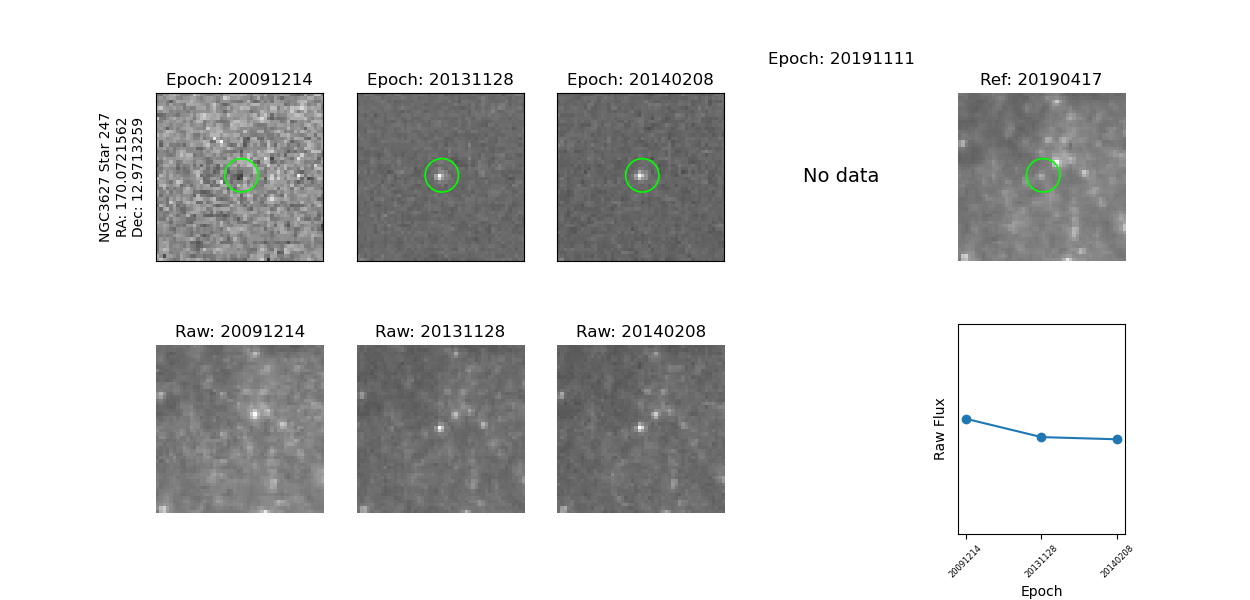 Epoch: 20191111
Epoch: 20091214
Epoch: 20131128
Epoch: 20140208
Ref: 20190417
NGC3627 Star 247
RA: 170.0721562
Dec: 12.9713259
No data
Raw: 20091214
Raw: 20131128
Raw: 20140208
Raw Flux
20091214
20131128
20140208
Epoch